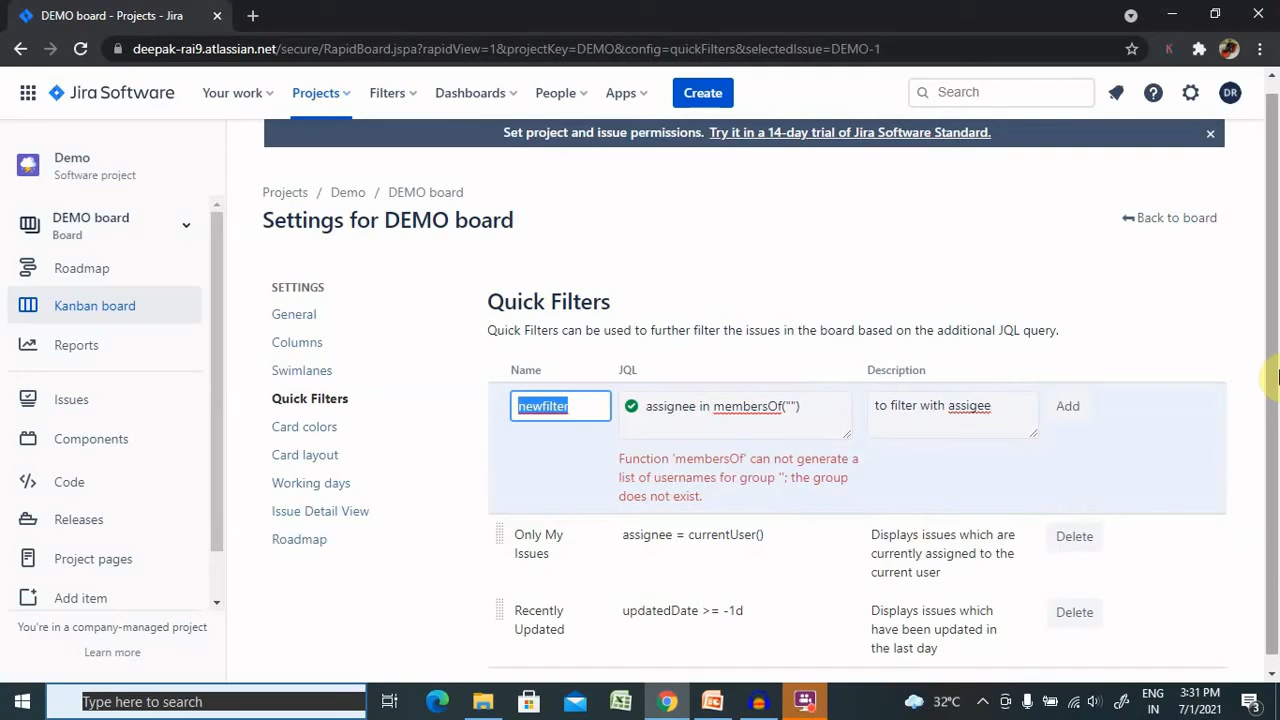 DEMO board - Projects - Jira
deepak-rai9.atlassian.net/secure/RapidBoard.jspa?rapidView=1&projectKey=DEMO&config=quickFilters&selectedIssue=DEMO-1
K
Jira Software
Your work
Projects
Filters
Dashboards
People
Apps
Create
Search
DR
Set project and issue permissions. Try it in a 14-day trial of Jira Software Standard.
Demo
Software project
DEMO board
Board
Roadmap
Kanban board
Reports
Issues
Components
Code
Releases
Project pages
Add item
You're in a company-managed project
Learn more
Projects / Demo / DEMO board
Settings for DEMO board
Back to board
SETTINGS
General
Columns
Swimlanes
Quick Filters
Card colors
Card layout
Working days
Issue Detail View
Roadmap
Quick Filters
Quick Filters can be used to further filter the issues in the board based on the additional JQL query.
Name JQL Description
newfilter
assignee in membersOf("")
to filter with assigee
Add
Function 'membersOf' can not generate a
list of usernames for group ''; the group
does not exist.
Only My
Issues
assignee = currentUser()
Displays issues which are
currently assigned to the
current user
Delete
Recently
Updated
updatedDate >= -1d
Displays issues which
have been updated in
the last day
Delete
Type here to search
32°C
ENG
IN
3:31 PM
7/1/2021
3